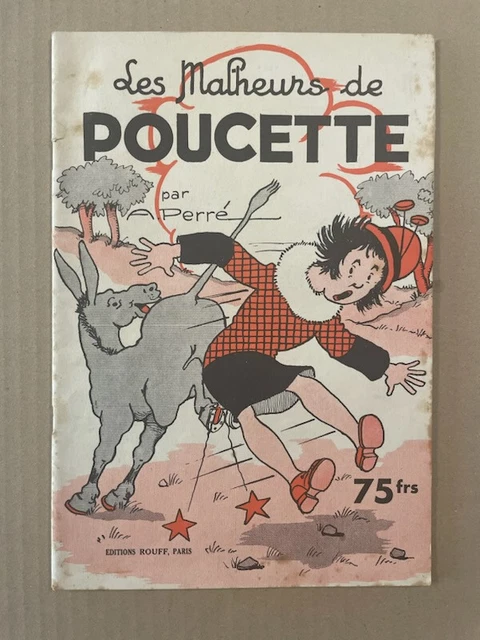 Les Malheurs de
POUCETTE
par
A. Perré
75 frs
EDITIONS ROUFF, PARIS